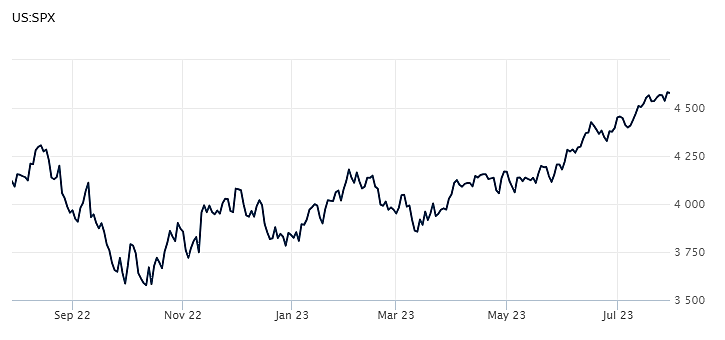 US:SPX
4 500
4 250
4 000
3 750
3 500
Sep 22
Nov 22
Jan 23
Mar 23
May 23
Jul 23